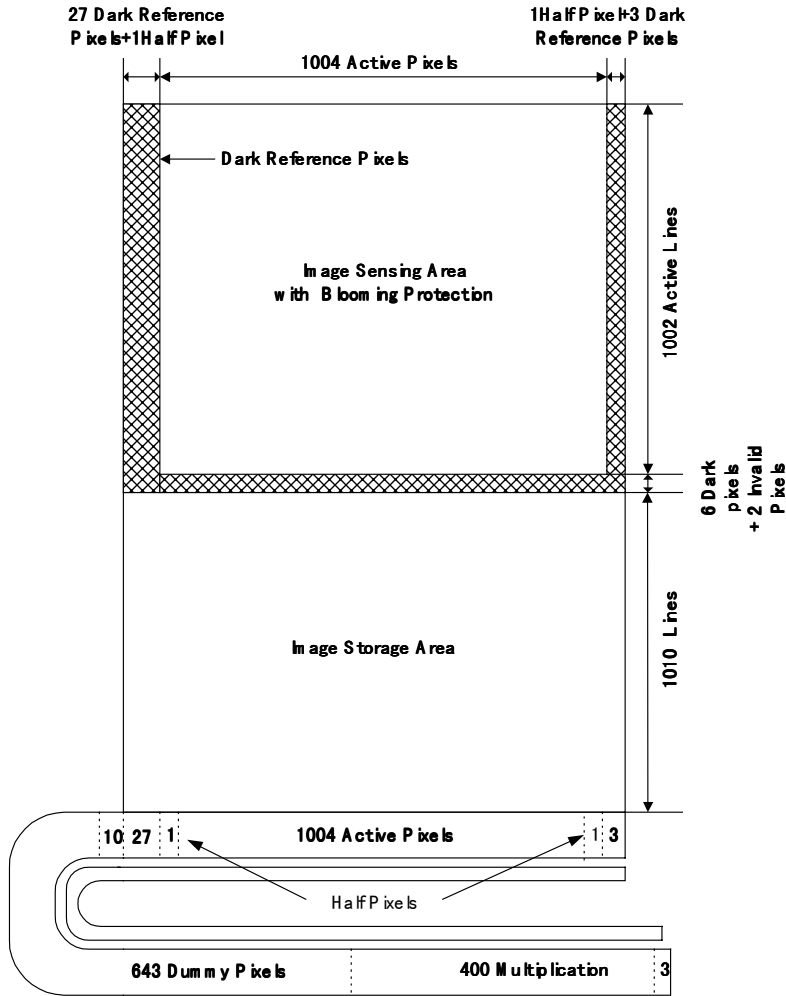 27 Dark Reference
Pixels+1Half Pixel
1Half Pixel+3 Dark
Reference Pixels
1004 Active Pixels
Dark Reference Pixels
Image Sensing Area
with Blooming Protection
1002 Active Lines
6 Dark
pixels
+ 2 Invalid
Pixels
Image Storage Area
1010 Lines
10 27 1 1004 Active Pixels 1 3
Half Pixels
643 Dummy Pixels 400 Multiplication 3